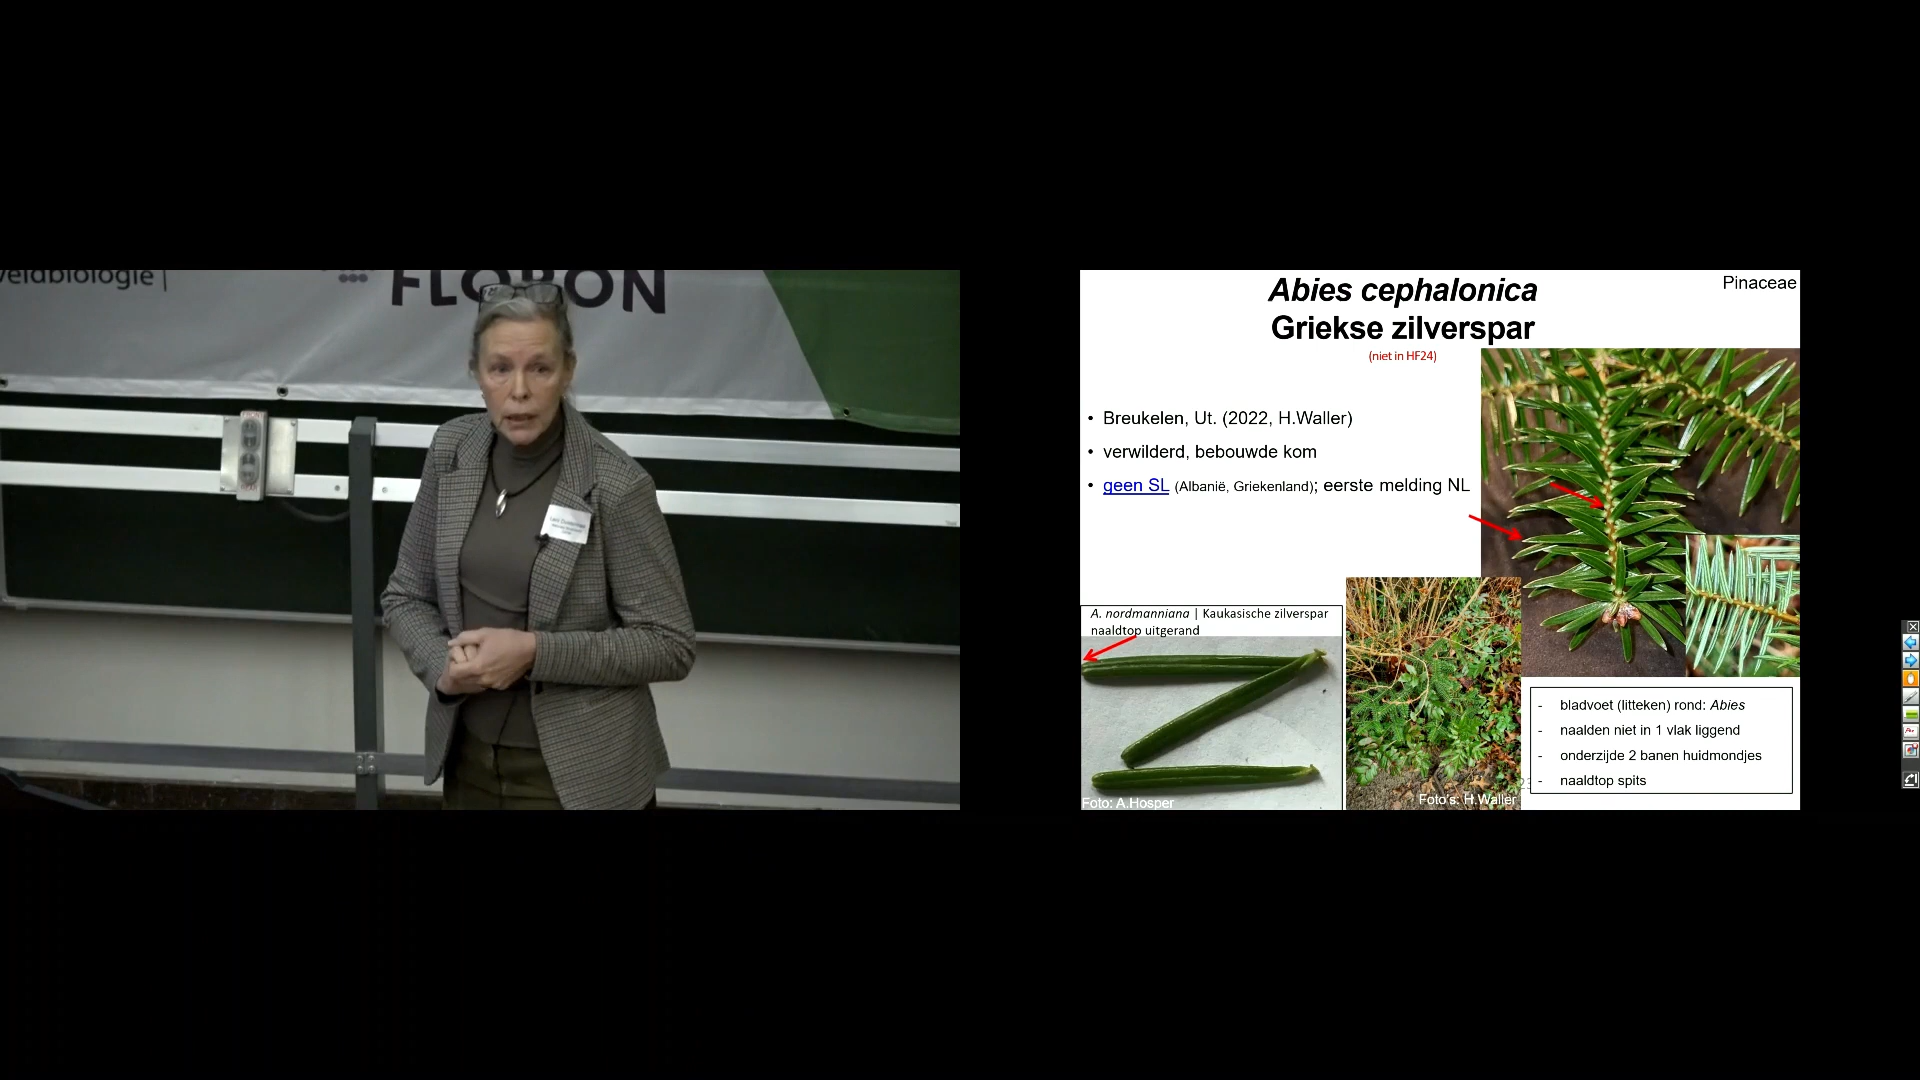 veldbiologie |
FLORON
Abies cephalonica
Griekse zilverspar
(niet in HF24)
Pinaceae
• Breukelen, Ut. (2022, H.Waller)
• verwilderd, bebouwde kom
• geen SL (Albanië, Griekenland); eerste melding NL
A. nordmanniana | Kaukasische zilverspar
naaldtop uitgerand
Foto: A.Hosper
Foto's: H.Waller
- bladvoet (litteken) rond: Abies
- naalden niet in 1 vlak liggend
- onderzijde 2 banen huidmondjes
- naaldtop spits